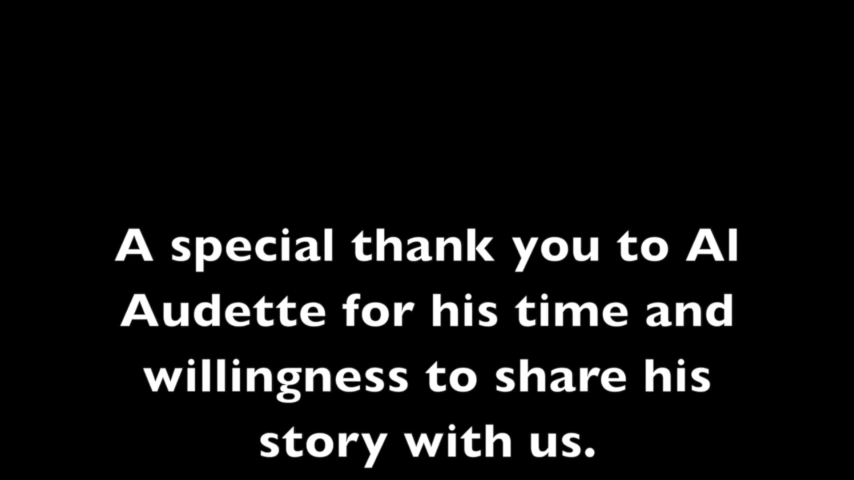 A special thank you to Al
Audette for his time and
willingness to share his
story with us.